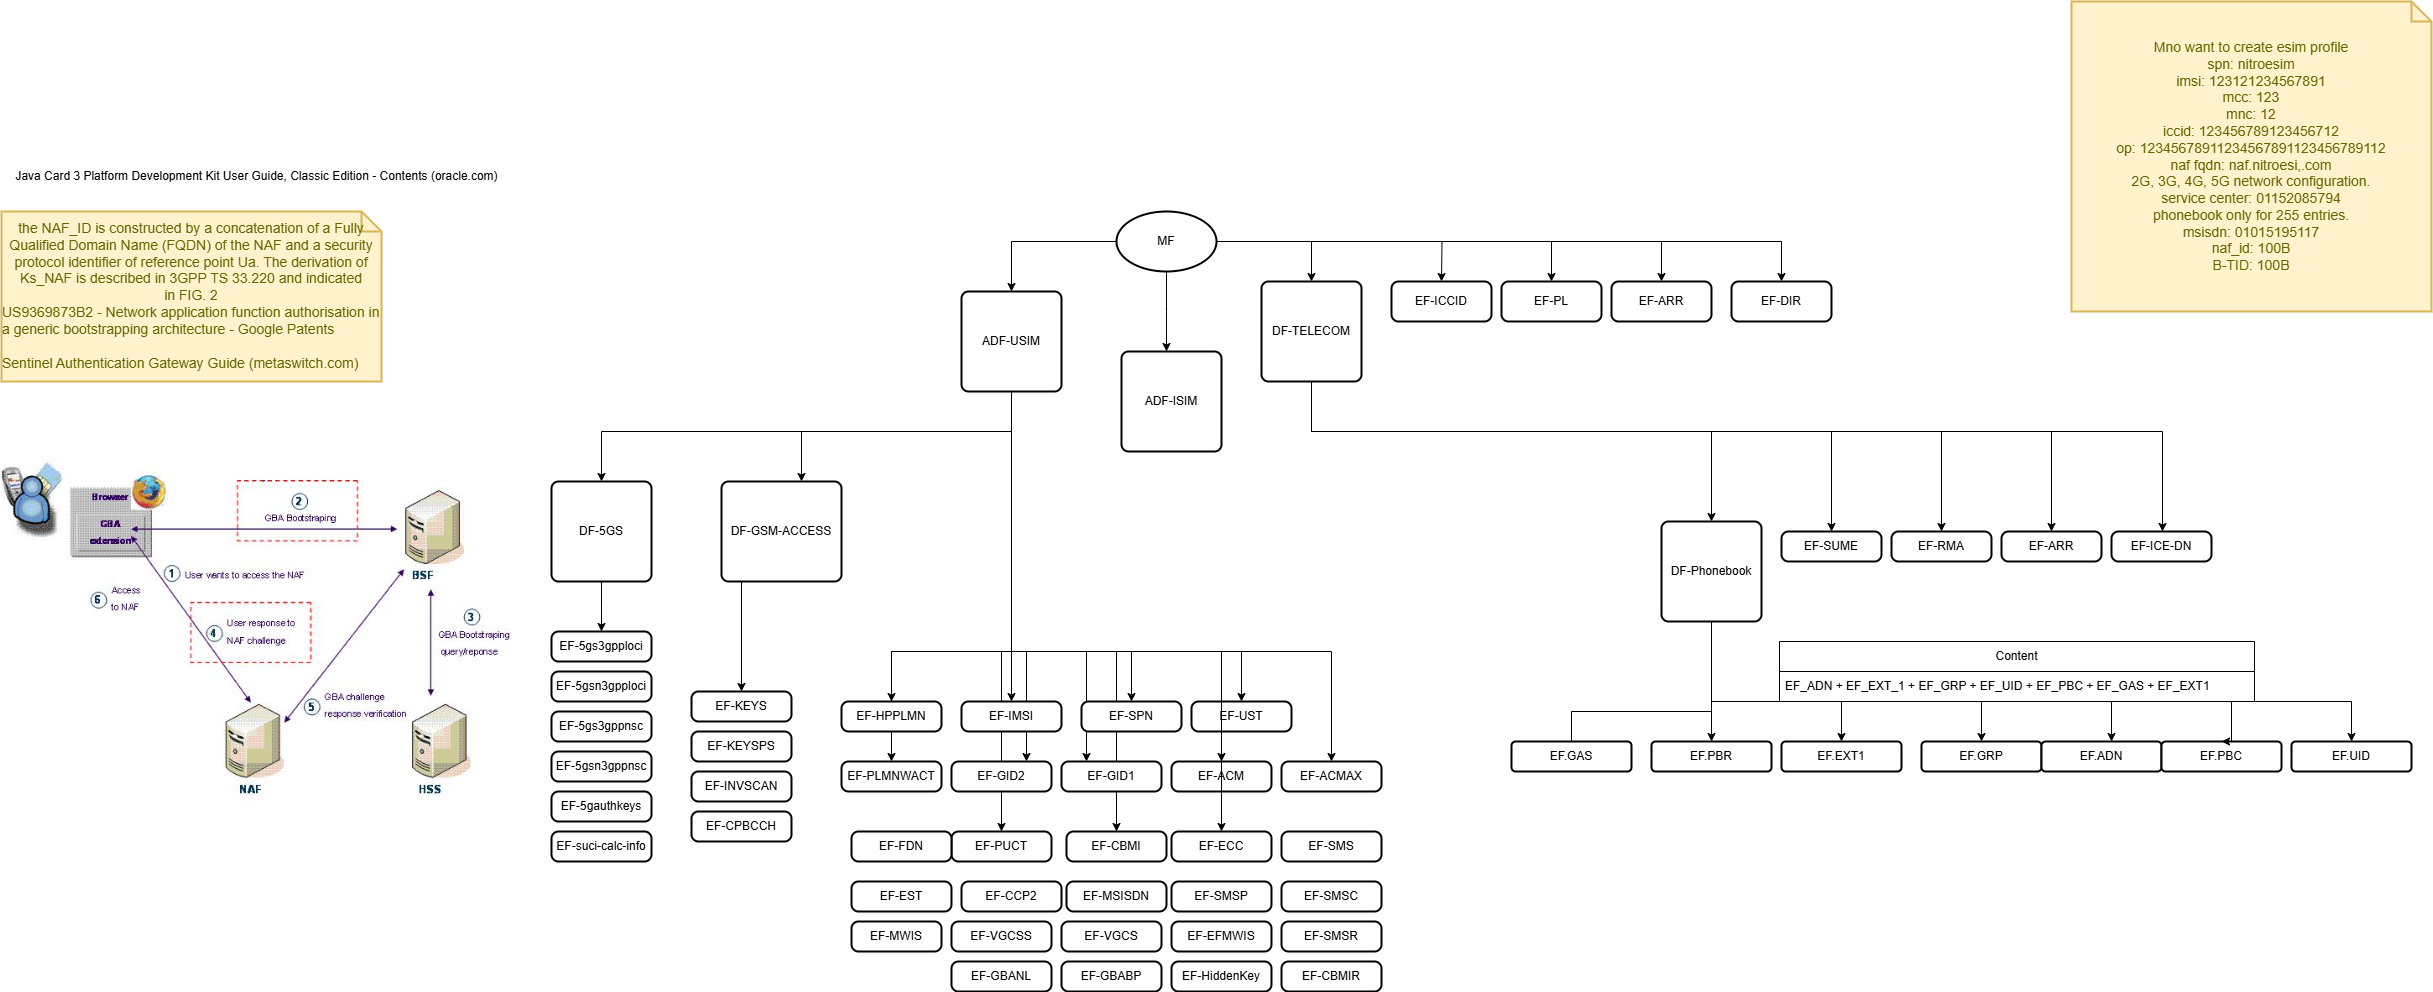 Mno want to create esim profile
spn: nitroesim
imsi: 123121234567891
mcc: 123
mnc: 12
iccid: 123456789123456712
op: 12345678911234567891123456789112
naf fqdn: naf.nitroesi,.com
2G, 3G, 4G, 5G network configuration.
service center: 01152085794
phonebook only for 255 entries.
msisdn: 01015195117
naf_id: 100B
B-TID: 100B
Java Card 3 Platform Development Kit User Guide, Classic Edition - Contents (oracle.com)
the NAF_ID is constructed by a concatenation of a Fully
Qualified Domain Name (FQDN) of the NAF and a security
protocol identifier of reference point Ua. The derivation of
Ks_NAF is described in 3GPP TS 33.220 and indicated
in FIG. 2
US9369873B2 - Network application function authorisation in
a generic bootstrapping architecture - Google Patents
Sentinel Authentication Gateway Guide (metaswitch.com)
Browser
GBA
extension
2
GBA Bootstraping
BSF
1 User wants to access the NAF
6 Access
to NAF
4 User response to
NAF challenge
3
GBA Bootstraping
query/reponse
5 GBA challenge
response verification
NAF
HSS
MF
ADF-USIM
ADF-ISIM
DF-TELECOM
EF-ICCID
EF-PL
EF-ARR
EF-DIR
DF-5GS
DF-GSM-ACCESS
DF-Phonebook
EF-SUME
EF-RMA
EF-ARR
EF-ICE-DN
EF-5gs3gpploci
EF-5gsn3gpploci
EF-5gs3gppnsc
EF-5gsn3gppnsc
EF-5gauthkeys
EF-suci-calc-info
EF-KEYS
EF-KEYSPS
EF-INVSCAN
EF-CPBCCH
EF-HPPLMN
EF-IMSI
EF-SPN
EF-UST
EF-PLMNWACT
EF-GID2
EF-GID1
EF-ACM
EF-ACMAX
EF-FDN
EF-PUCT
EF-CBMI
EF-ECC
EF-SMS
EF-EST
EF-CCP2
EF-MSISDN
EF-SMSP
EF-SMSC
EF-MWIS
EF-VGCSS
EF-VGCS
EF-EFMWIS
EF-SMSR
EF-GBANL
EF-GBABP
EF-HiddenKey
EF-CBMIR
Content
EF_ADN + EF_EXT_1 + EF_GRP + EF_UID + EF_PBC + EF_GAS + EF_EXT1
EF.GAS
EF.PBR
EF.EXT1
EF.GRP
EF.ADN
EF.PBC
EF.UID